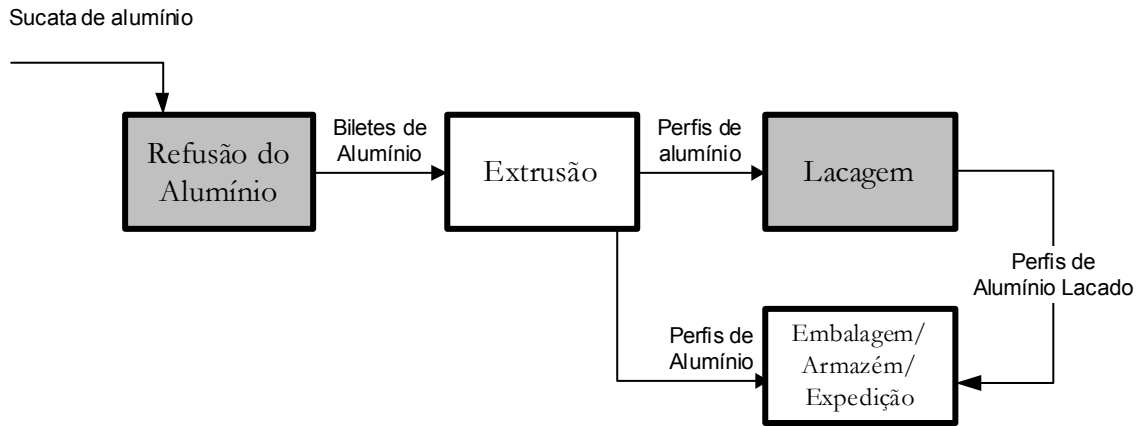 Sucata de alumínio
Refusão do
Alumínio
Biletes de
Alumínio
Extrusão
Perfis de
alumínio
Lacagem
Perfis de
Alumínio Lacado
Perfis de
Alumínio
Embalagem/
Armazém/
Expedição